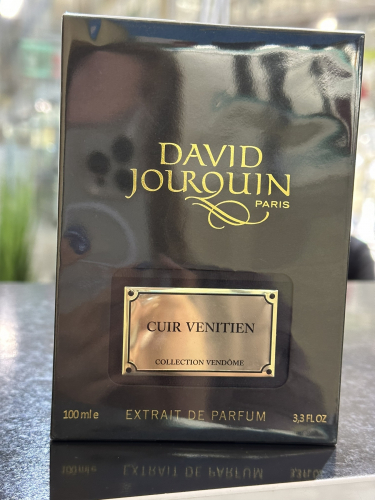 DAVID
JOURQUIN
PARIS
CUIR VENITIEN
COLLECTION VENDÔME
100 ml e EXTRAIT DE PARFUM 3,3 FL OZ